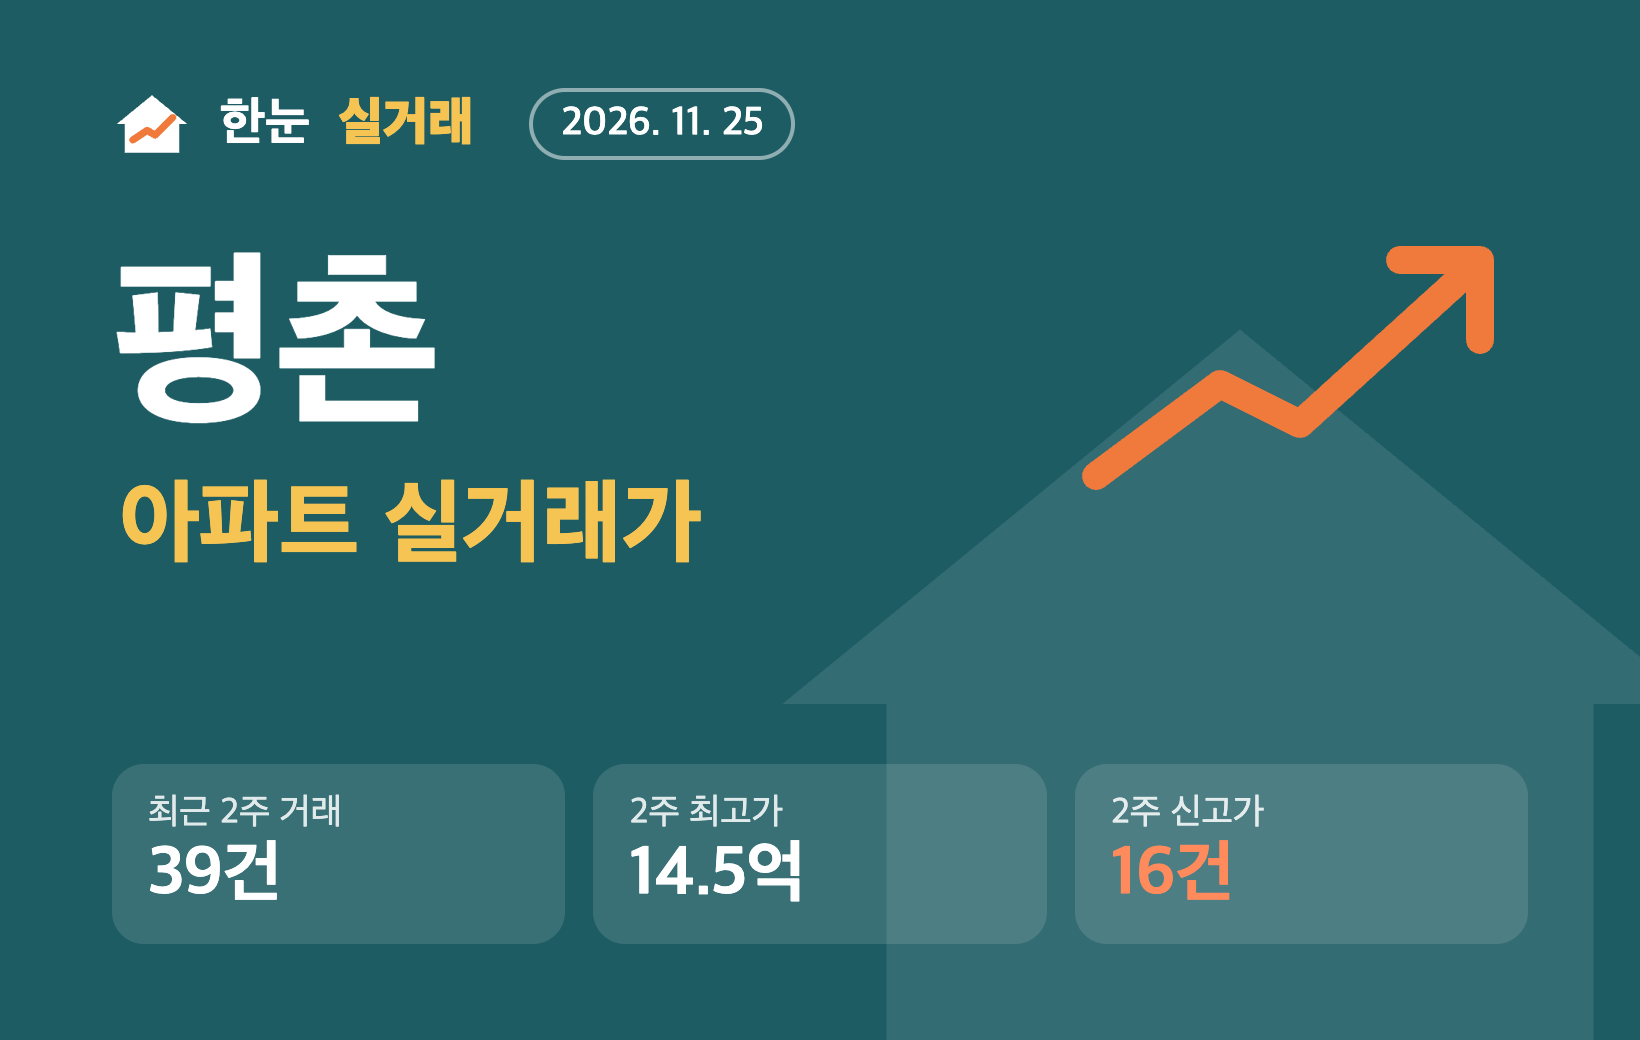 한눈 실거래 2026. 11. 25
평촌
아파트 실거래가
최근 2주 거래
39건
2주 최고가
14.5억
2주 신고가
16건